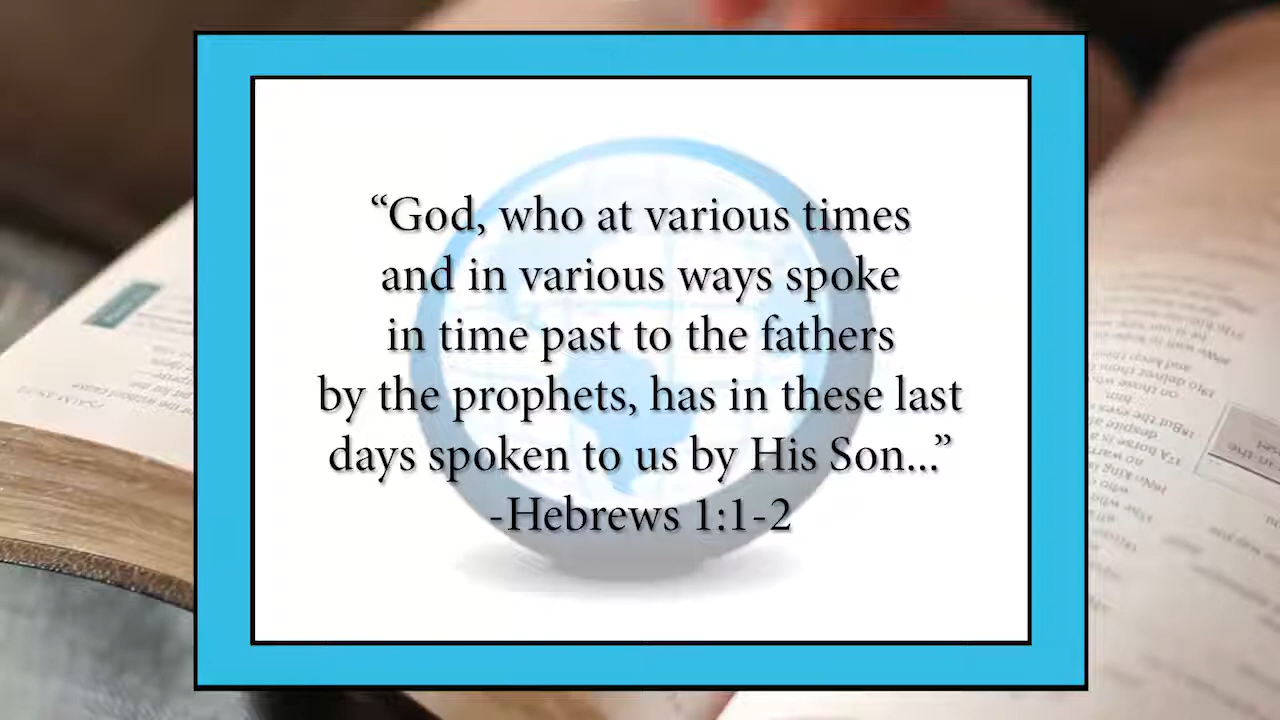 “God, who at various times
and in various ways spoke
in time past to the fathers
by the prophets, has in these last
days spoken to us by His Son...”
-Hebrews 1:1-2